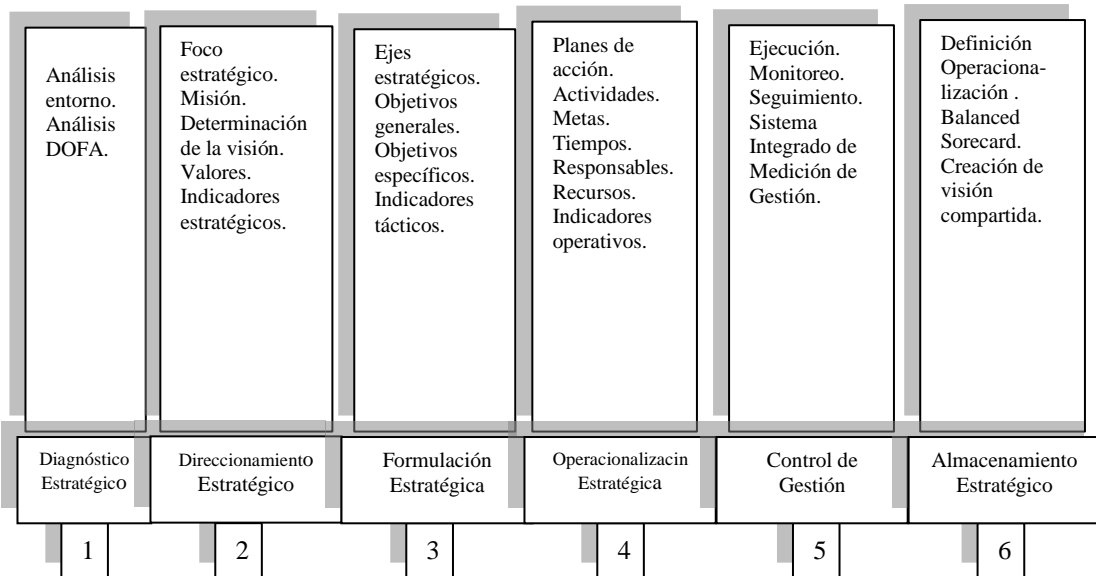 Análisis
entorno.
Análisis
DOFA.
Foco
estratégico.
Misión.
Determinación
de la visión.
Valores.
Indicadores
estratégicos.
Ejes
estratégicos.
Objetivos
generales.
Objetivos
específicos.
Indicadores
tácticos.
Planes de
acción.
Actividades.
Metas.
Tiempos.
Responsables.
Recursos.
Indicadores
operativos.
Ejecución.
Monitoreo.
Seguimiento.
Sistema
Integrado de
Medición de
Gestión.
Definición
Operaciona-
lización .
Balanced
Sorecard.
Creación de
visión
compartida.
Diagnóstico
Estratégico
Direccionamiento
Estratégico
Formulación
Estratégica
Operacionalizacin
Estratégica
Control de
Gestión
Almacenamiento
Estratégico
1
2
3
4
5
6